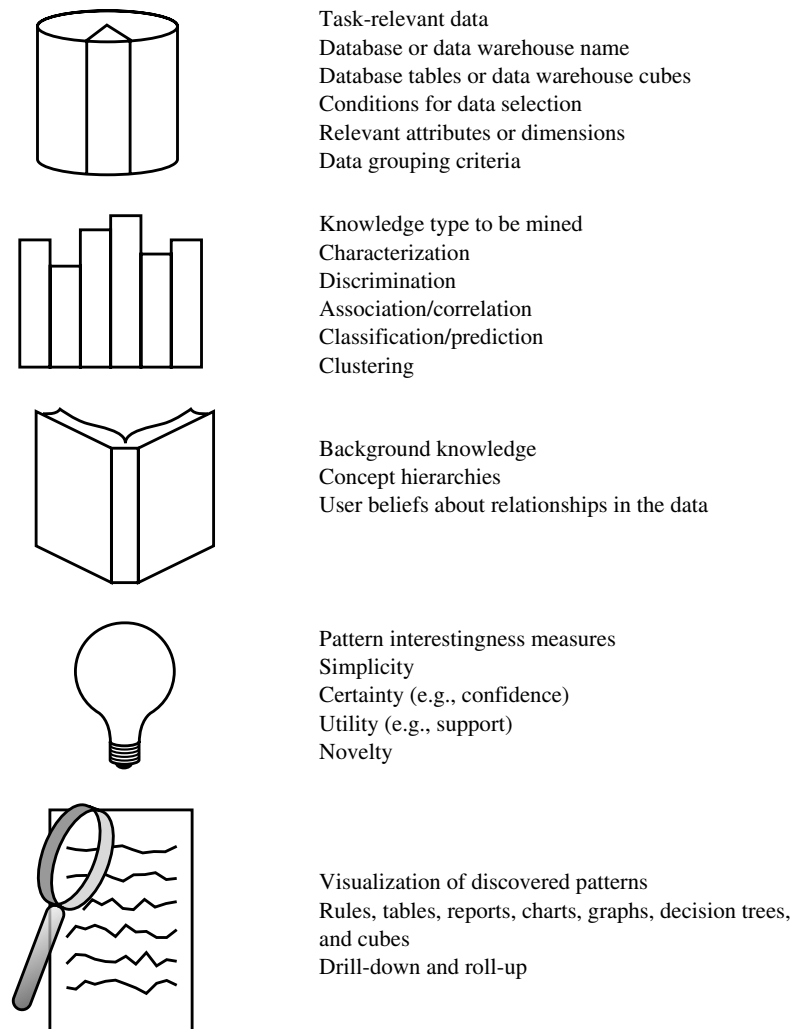 Task-relevant data
Database or data warehouse name
Database tables or data warehouse cubes
Conditions for data selection
Relevant attributes or dimensions
Data grouping criteria
Knowledge type to be mined
Characterization
Discrimination
Association/correlation
Classification/prediction
Clustering
Background knowledge
Concept hierarchies
User beliefs about relationships in the data
Pattern interestingness measures
Simplicity
Certainty (e.g., confidence)
Utility (e.g., support)
Novelty
Visualization of discovered patterns
Rules, tables, reports, charts, graphs, decision trees,
and cubes
Drill-down and roll-up